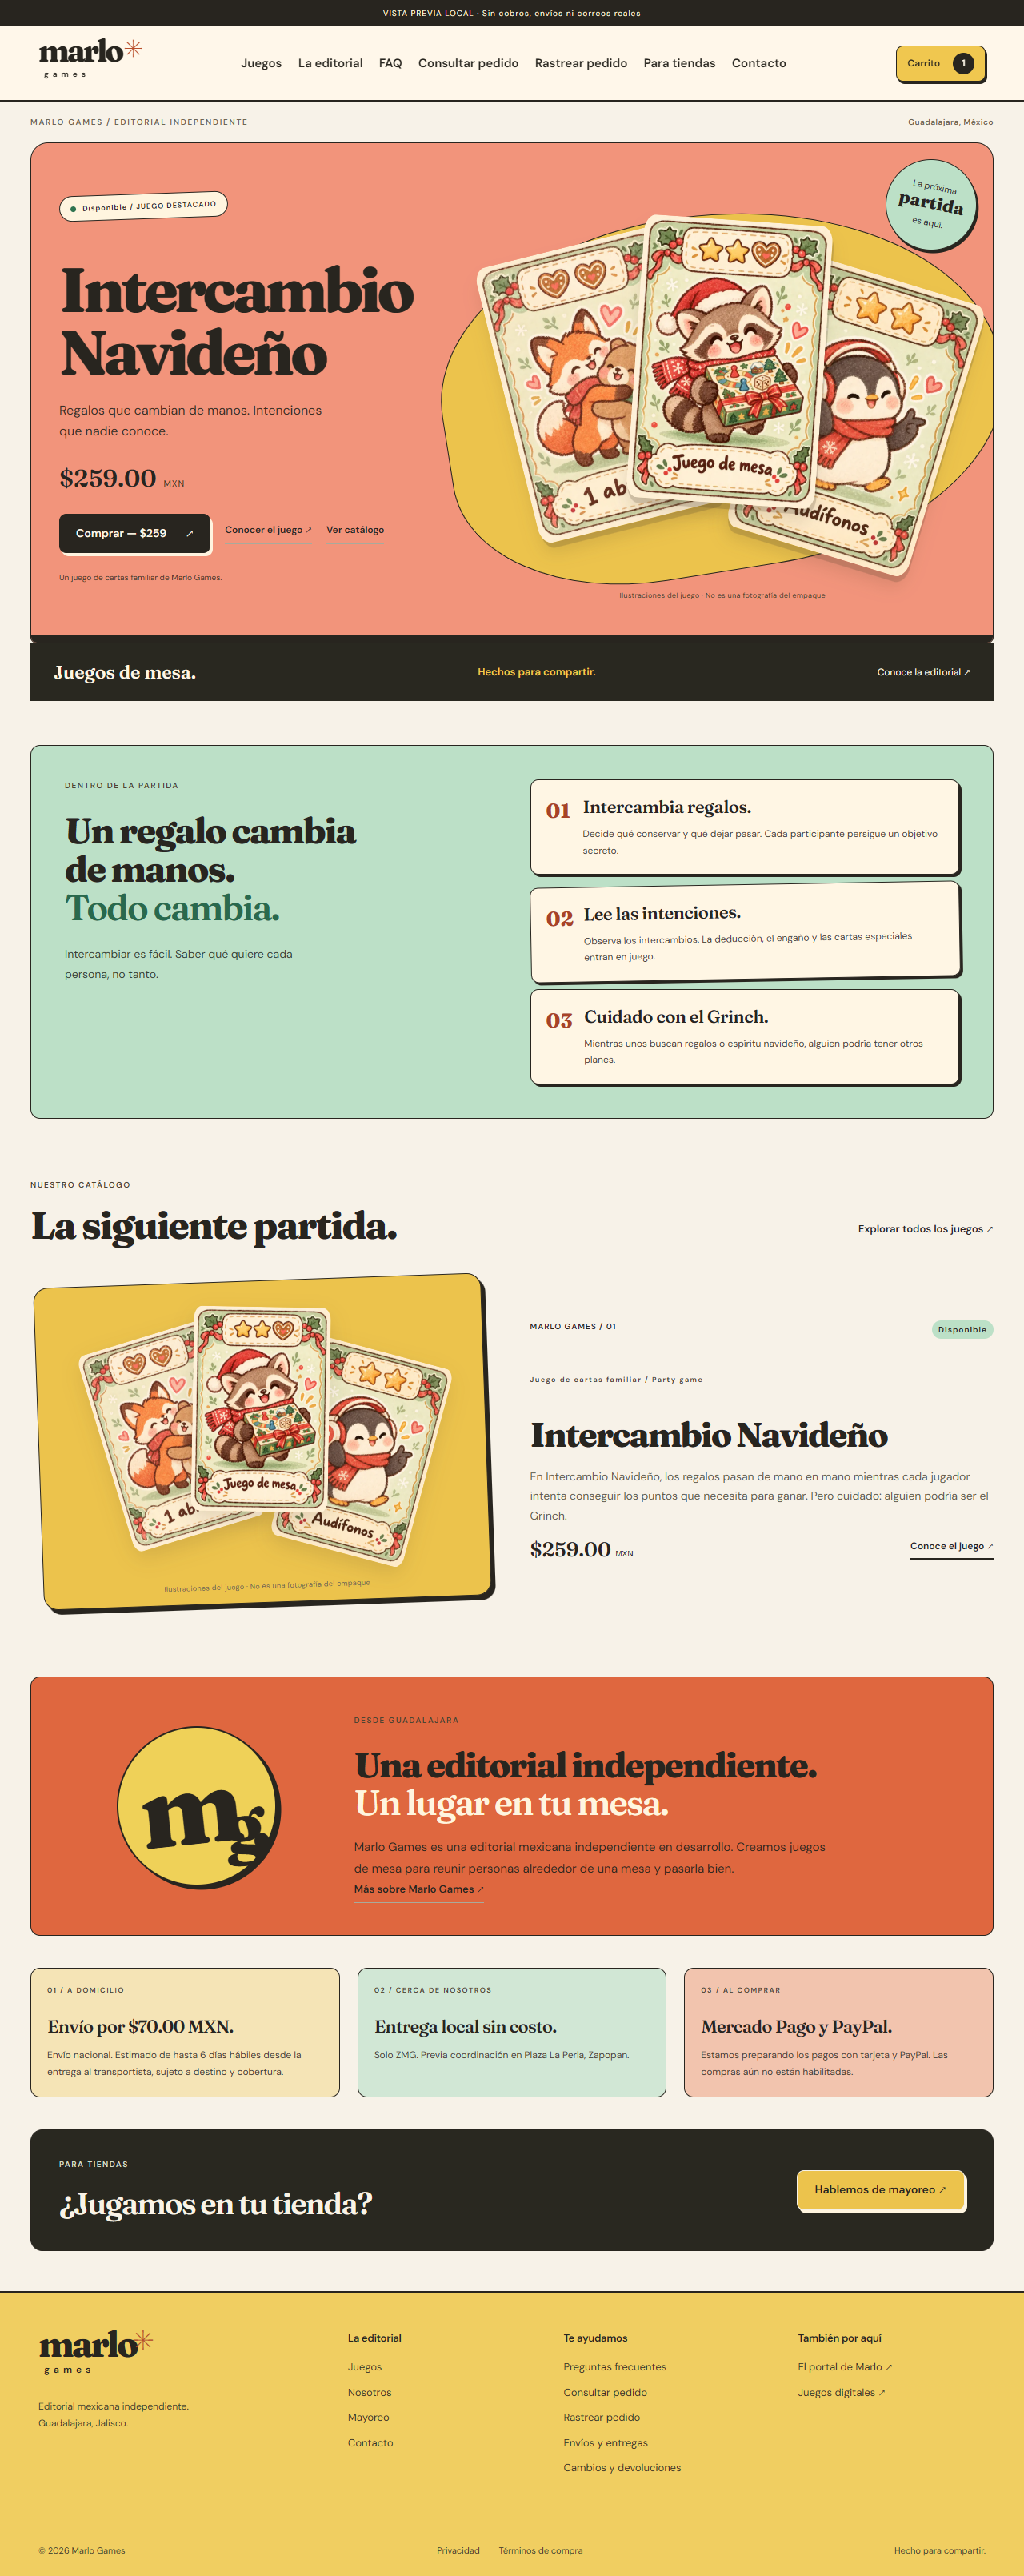 VISTA PREVIA LOCAL · Sin cobros, envíos ni correos reales
marlo
games
Juegos La editorial FAQ Consultar pedido Rastrear pedido Para tiendas Contacto
Carrito 1
MARLO GAMES / EDITORIAL INDEPENDIENTE
Guadalajara, México
Disponible / JUEGO DESTACADO
La próxima
partida
es aquí.
Intercambio
Navideño
Regalos que cambian de manos. Intenciones
que nadie conoce.
$259.00 MXN
Comprar — $259 ↗
Conocer el juego ↗
Ver catálogo
Un juego de cartas familiar de Marlo Games.
1 ab
Juego de mesa
Audífonos
Ilustraciones del juego · No es una fotografía del empaque
Juegos de mesa.
Hechos para compartir.
Conoce la editorial ↗
DENTRO DE LA PARTIDA
Un regalo cambia
de manos.
Todo cambia.
Intercambiar es fácil. Saber qué quiere cada
persona, no tanto.
01 Intercambia regalos.
Decide qué conservar y qué dejar pasar. Cada participante persigue un objetivo
secreto.
02 Lee las intenciones.
Observa los intercambios. La deducción, el engaño y las cartas especiales
entran en juego.
03 Cuidado con el Grinch.
Mientras unos buscan regalos o espíritu navideño, alguien podría tener otros
planes.
NUESTRO CATÁLOGO
La siguiente partida.
Explorar todos los juegos ↗
1 ab
Juego de mesa
Audífonos
Ilustraciones del juego · No es una fotografía del empaque
MARLO GAMES / 01
Disponible
Juego de cartas familiar / Party game
Intercambio Navideño
En Intercambio Navideño, los regalos pasan de mano en mano mientras cada jugador
intenta conseguir los puntos que necesita para ganar. Pero cuidado: alguien podría ser el
Grinch.
$259.00 MXN
Conoce el juego ↗
mg
DESDE GUADALAJARA
Una editorial independiente.
Un lugar en tu mesa.
Marlo Games es una editorial mexicana independiente en desarrollo. Creamos juegos
de mesa para reunir personas alrededor de una mesa y pasarla bien.
Más sobre Marlo Games ↗
01 / A DOMICILIO
Envío por $70.00 MXN.
Envío nacional. Estimado de hasta 6 días hábiles desde la
entrega al transportista, sujeto a destino y cobertura.
02 / CERCA DE NOSOTROS
Entrega local sin costo.
Solo ZMG. Previa coordinación en Plaza La Perla, Zapopan.
03 / AL COMPRAR
Mercado Pago y PayPal.
Estamos preparando los pagos con tarjeta y PayPal. Las
compras aún no están habilitadas.
PARA TIENDAS
¿Jugamos en tu tienda?
Hablemos de mayoreo ↗
marlo
games
Editorial mexicana independiente.
Guadalajara, Jalisco.
La editorial
Juegos
Nosotros
Mayoreo
Contacto
Te ayudamos
Preguntas frecuentes
Consultar pedido
Rastrear pedido
Envíos y entregas
Cambios y devoluciones
También por aquí
El portal de Marlo ↗
Juegos digitales ↗
© 2026 Marlo Games
Privacidad Términos de compra
Hecho para compartir.